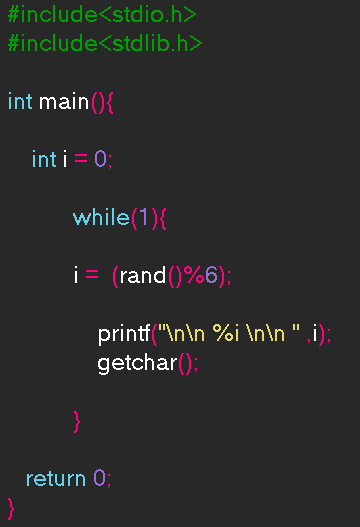 #include<stdio.h>
#include<stdlib.h>
int main(){
int i = 0;
while(1){
i =  (rand()%6);
printf("\n\n %i \n\n " ,i);
getchar();
}
return 0;
}